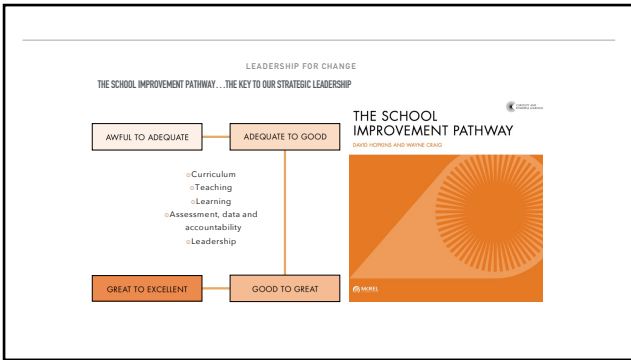 LEADERSHIP FOR CHANGE
THE SCHOOL IMPROVEMENT PATHWAY...THE KEY TO OUR STRATEGIC LEADERSHIP
AWFUL TO ADEQUATE
ADEQUATE TO GOOD
Curriculum
Teaching
Learning
Assessment, data and
accountability
Leadership
GREAT TO EXCELLENT
GOOD TO GREAT
THE SCHOOL
IMPROVEMENT PATHWAY
DAVID HOPKINS AND WAYNE CRAIG
McREL